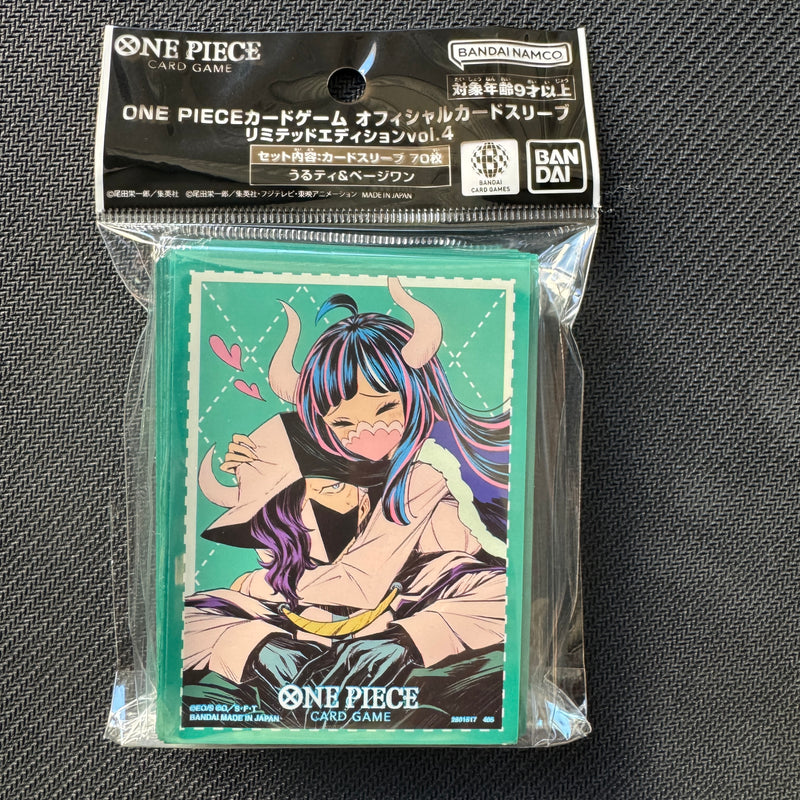 ONE PIECE
CARD GAME
BANDAI NAMCO
たいしょうねんれい さいいじょう
対象年齢9才以上
ONE PIECEカードゲーム オフィシャルカードスリーブ
リミテッドエディションvol.4
セット内容:カードスリーブ 70枚
うるティ&ページワン
BANDAI
CARD GAMES
BAN
DAI
©尾田栄一郎/集英社 ©尾田栄一郎/集英社・フジテレビ・東映アニメーション MADE IN JAPAN
ONE PIECE
CARD GAME
©EO/S ©O/S・F・T
BANDAI MADE IN JAPAN
2801517 405